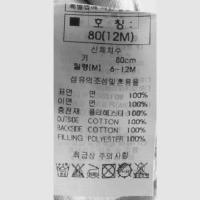 호 칭:
80(12M)
신체치수
키 80cm
월령(M) 6~12M
섬유의조성및혼용율
표면 면 100%
이면 면 100%
충전재 폴리에스터 100%
OUTSIDE COTTON 100%
BACKSIDE COTTON 100%
FILLING POLYESTER 100%
취급상 주의사항